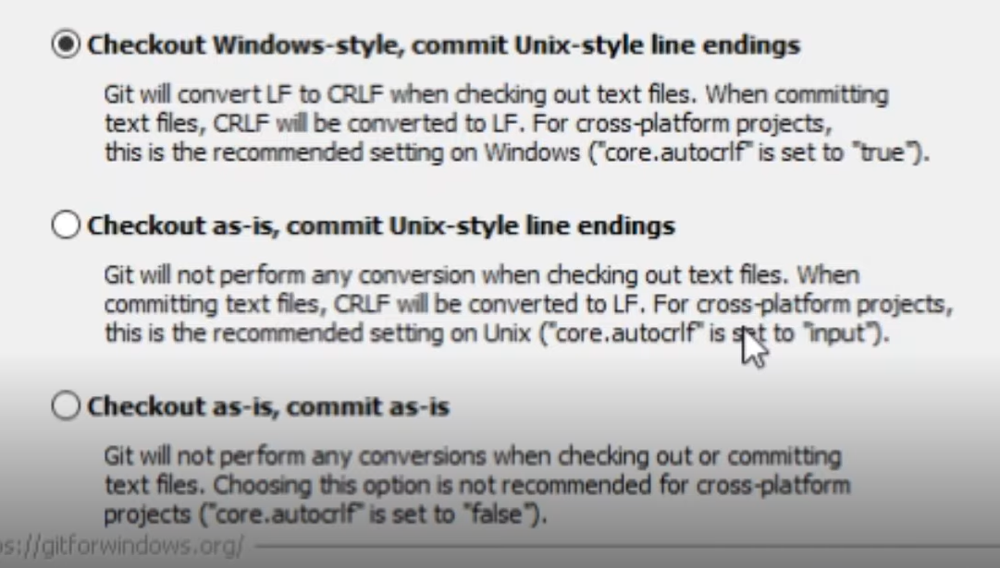 Checkout Windows-style, commit Unix-style line endings
Git will convert LF to CRLF when checking out text files. When committing
text files, CRLF will be converted to LF. For cross-platform projects,
this is the recommended setting on Windows ("core.autocrlf" is set to "true").
Checkout as-is, commit Unix-style line endings
Git will not perform any conversion when checking out text files. When
committing text files, CRLF will be converted to LF. For cross-platform projects,
this is the recommended setting on Unix ("core.autocrlf" is set to "input").
Checkout as-is, commit as-is
Git will not perform any conversions when checking out or committing
text files. Choosing this option is not recommended for cross-platform
projects ("core.autocrlf" is set to "false").
ps://gitforwindows.org/